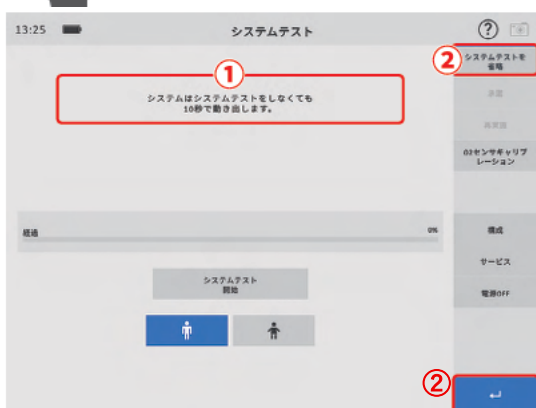 13:25
システムテスト
?
①
システムはシステムテストをしなくても
10秒で動き出します。
②
システムテストを
省略
O2センサキャリブ
レーション
経過
0%
システムテスト
開始
構成
サービス
電源OFF
②